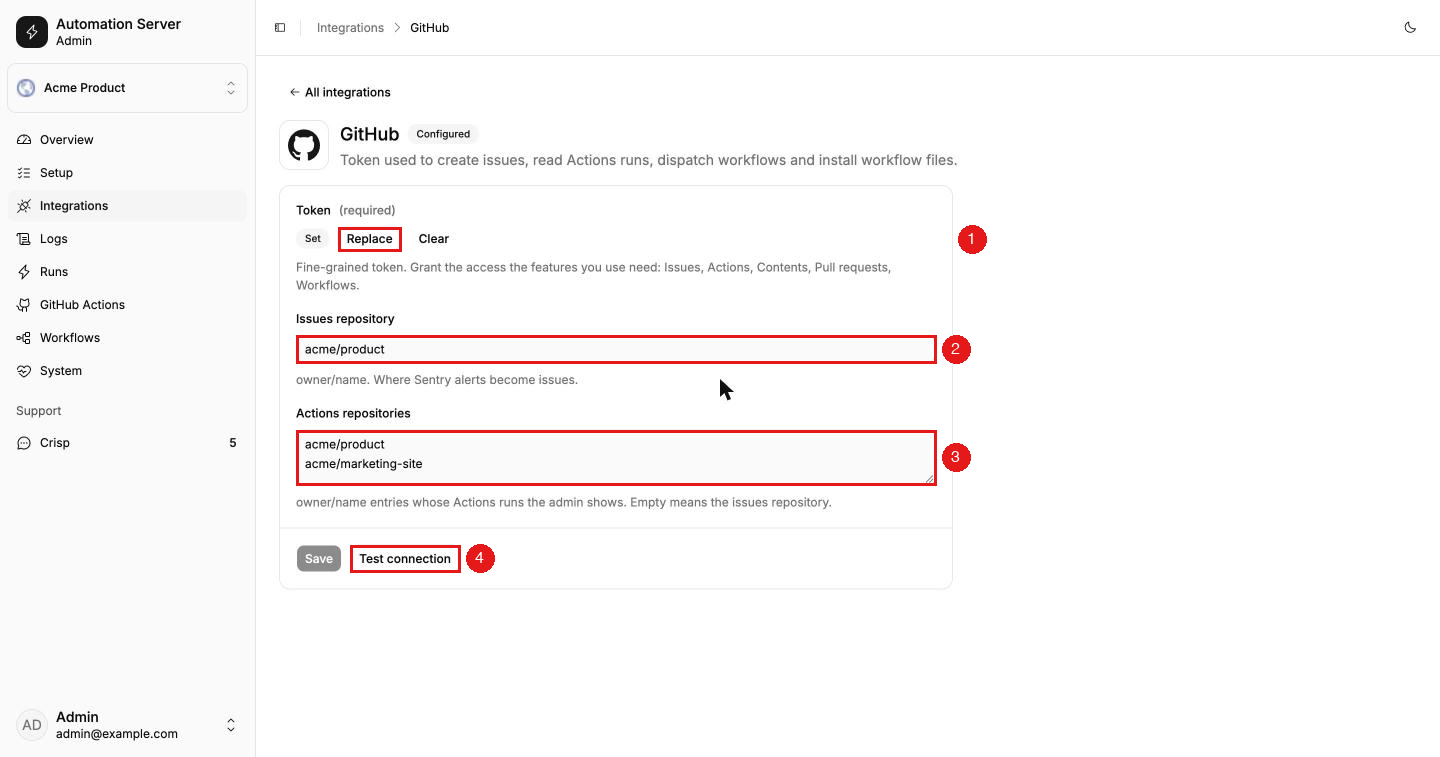 Automation Server
Admin
Acme Product
Overview
Setup
Integrations
Logs
Runs
GitHub Actions
Workflows
System
Support
Crisp 5
AD
Admin
admin@example.com
Integrations > GitHub
← All integrations
GitHub Configured
Token used to create issues, read Actions runs, dispatch workflows and install workflow files.
Token (required)
Set Replace Clear 1
Fine-grained token. Grant the access the features you use need: Issues, Actions, Contents, Pull requests,
Workflows.
Issues repository
acme/product 2
owner/name. Where Sentry alerts become issues.
Actions repositories
acme/product
acme/marketing-site
3
owner/name entries whose Actions runs the admin shows. Empty means the issues repository.
Save Test connection 4